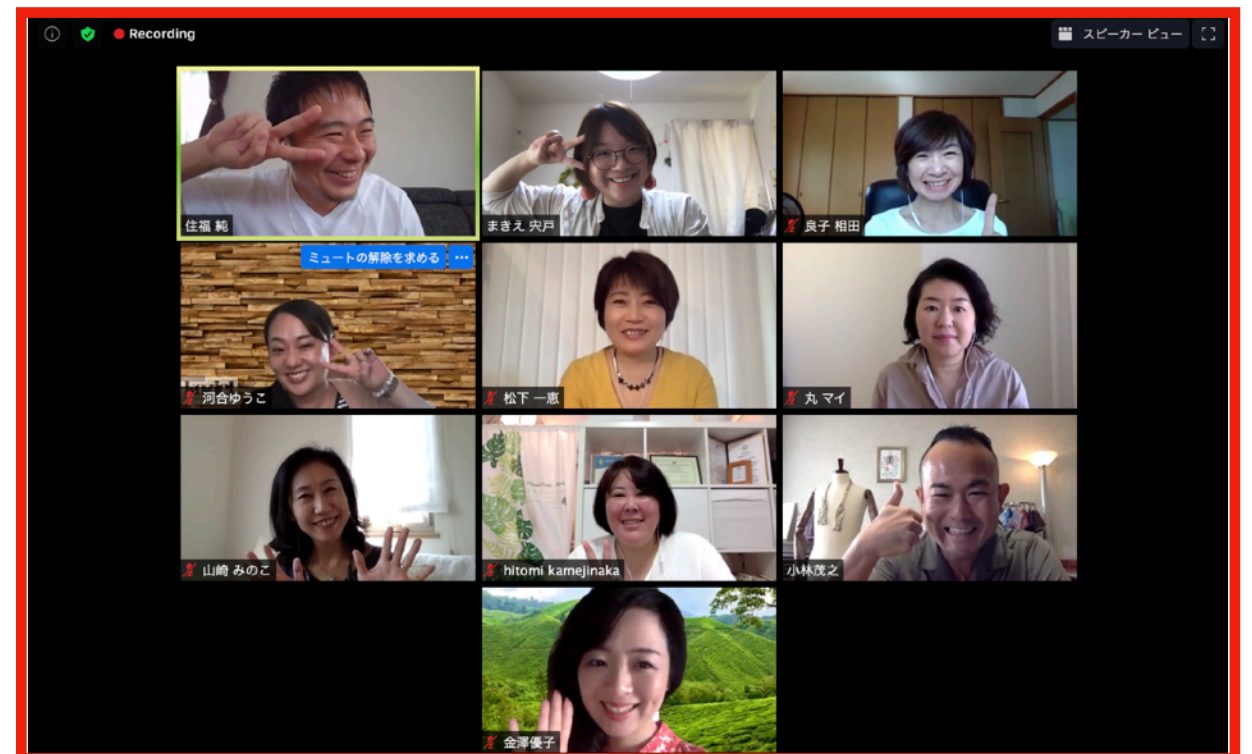 Recording
スピーカー ビュー
住福 純
まきえ 宍戸
良子 相田
ミュートの解除を求める
河合ゆうこ
松下 一恵
丸 マイ
山崎 みのこ
hitomi kamejinaka
小林茂之
金澤優子